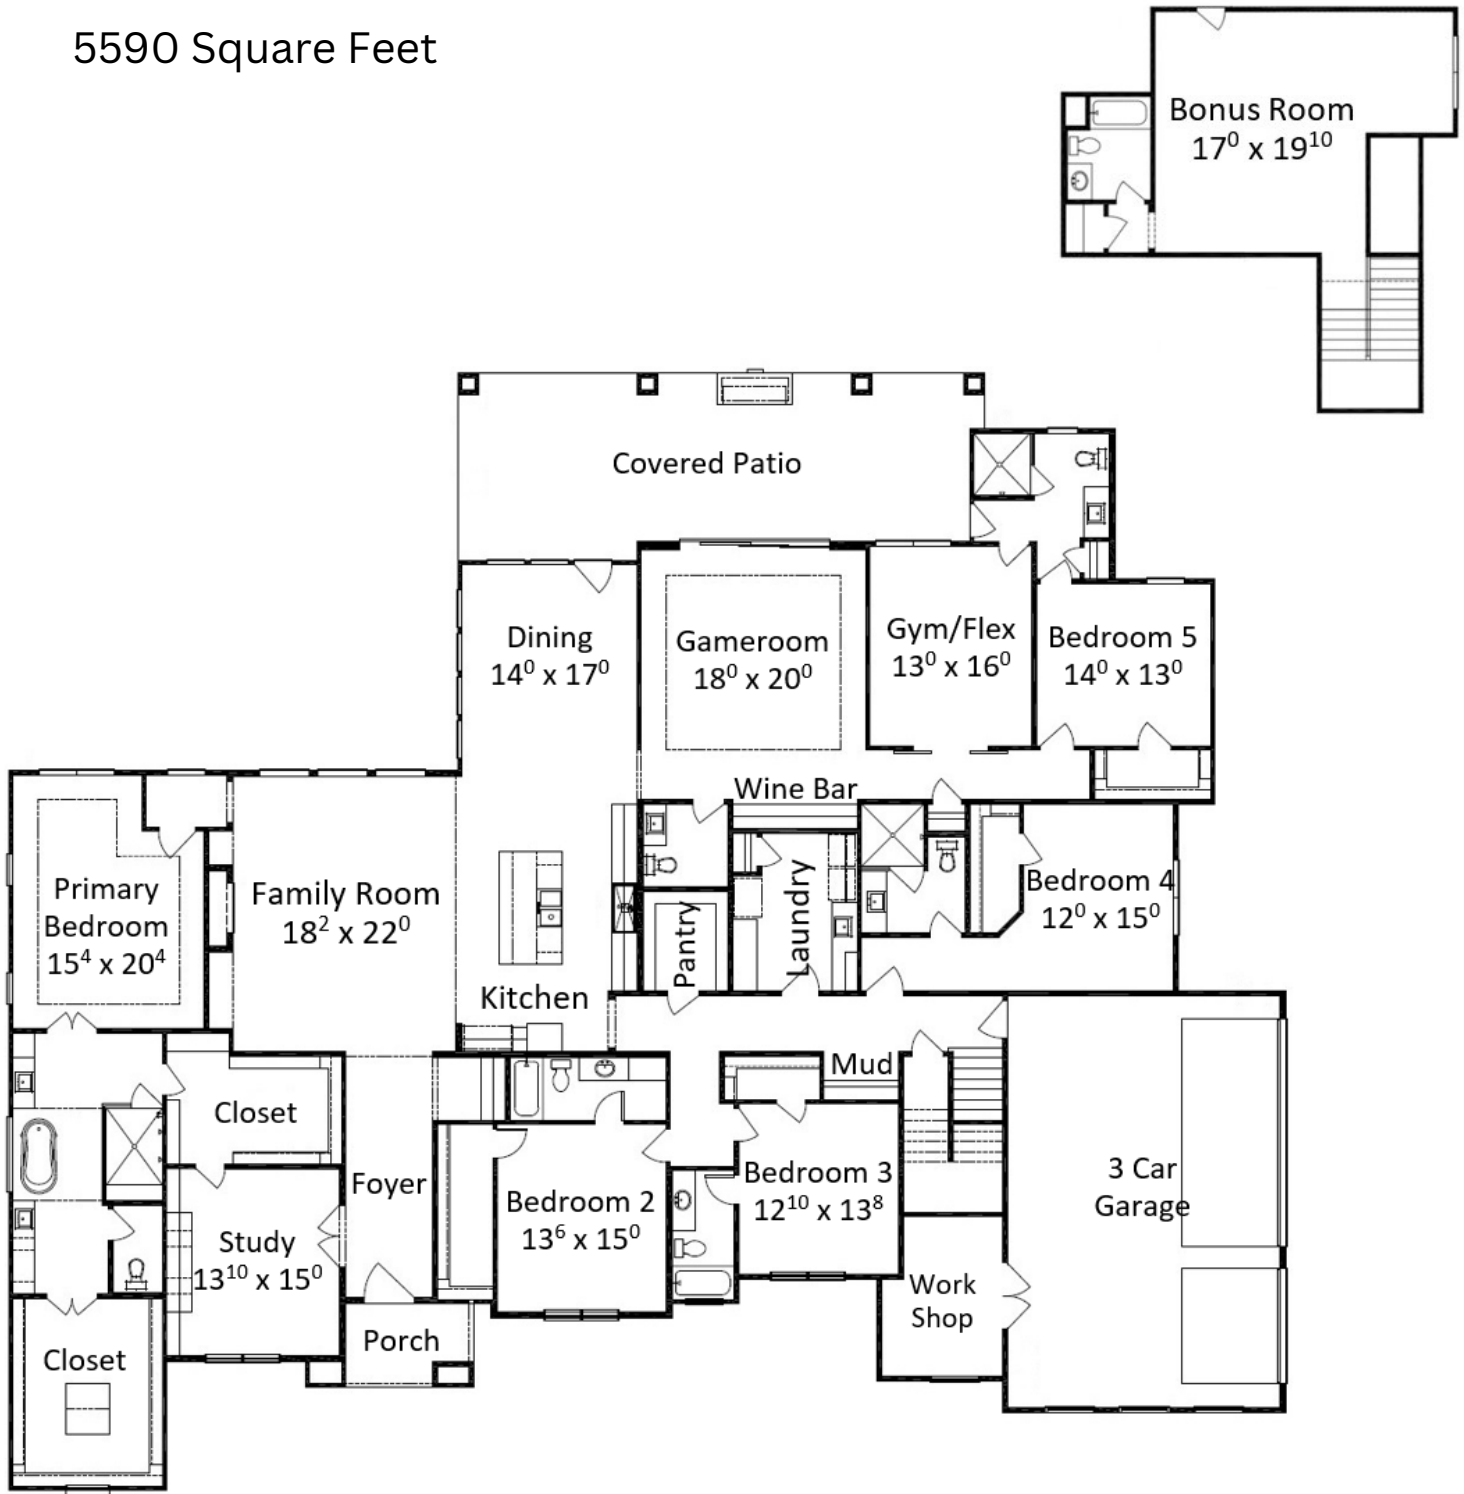 5590 Square Feet
Bonus Room
17⁰ x 19¹⁰
Covered Patio
Dining
14⁰ x 17⁰
Gameroom
18⁰ x 20⁰
Gym/Flex
13⁰ x 16⁰
Bedroom 5
14⁰ x 13⁰
Wine Bar
Primary
Bedroom
15⁴ x 20⁴
Family Room
18² x 22⁰
Kitchen
Pantry
Laundry
Bedroom 4
12⁰ x 15⁰
Mud
Closet
Foyer
Study
13¹⁰ x 15⁰
Bedroom 2
13⁶ x 15⁰
Bedroom 3
12¹⁰ x 13⁸
3 Car
Garage
Work
Shop
Porch
Closet